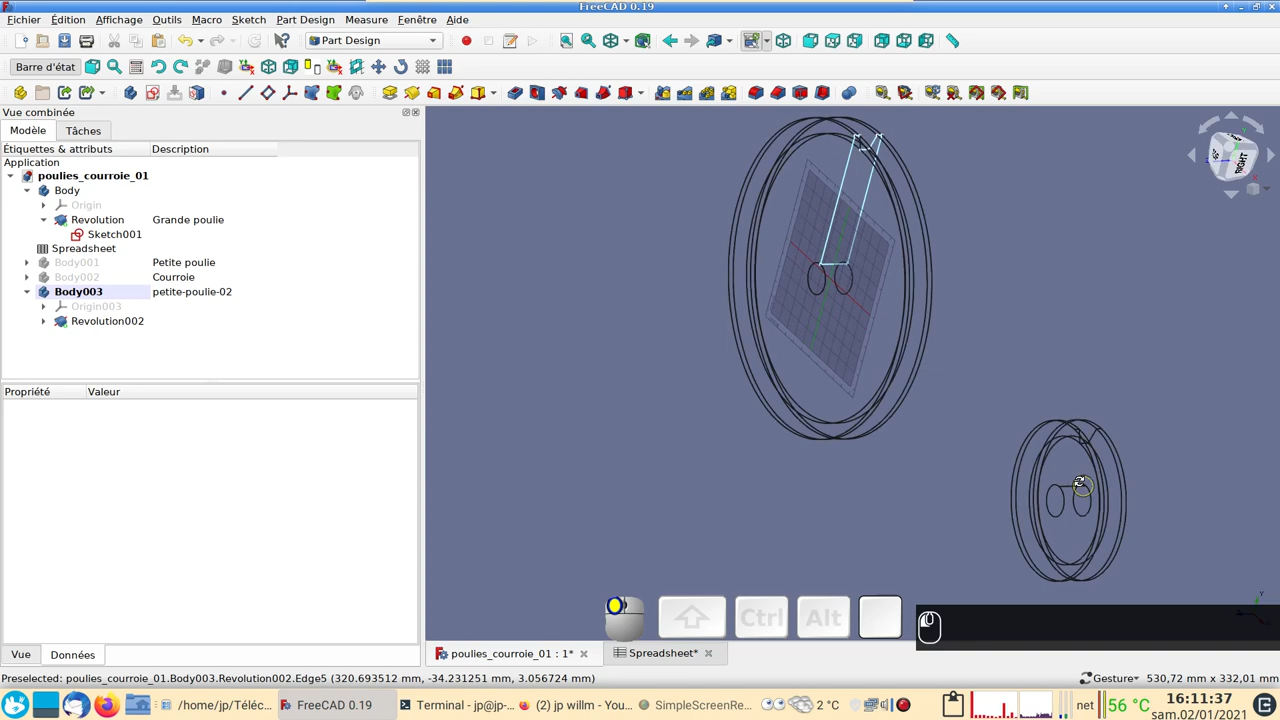 FreeCAD 0.19
Fichier Édition Affichage Outils Macro Sketch Part Design Measure Fenêtre Aide
Part Design
Barre d'état
Vue combinée
Modèle Tâches
Étiquettes & attributs Description
Application
poulies_courroie_01
Body
Origin
Revolution Grande poulie
Sketch001
Spreadsheet
Body001 Petite poulie
Body002 Courroie
Body003 petite-poulie-02
Origin003
Revolution002
Propriété Valeur
RIGHT
Ctrl Alt
Vue Données
poulies_courroie_01 : 1* Spreadsheet*
Preselected: poulies_courroie_01.Body003.Revolution002.Edge5 (320.693512 mm, -34.231251 mm, 3.056724 mm) Gesture 530,72 mm x 332,01 mm
/home/jp/Téléc... FreeCAD 0.19 Terminal - jp@jp-... (2) jp willm - You... SimpleScreenRe... 2 °C net 56 °C 16:11:37
sam.02/01/2021